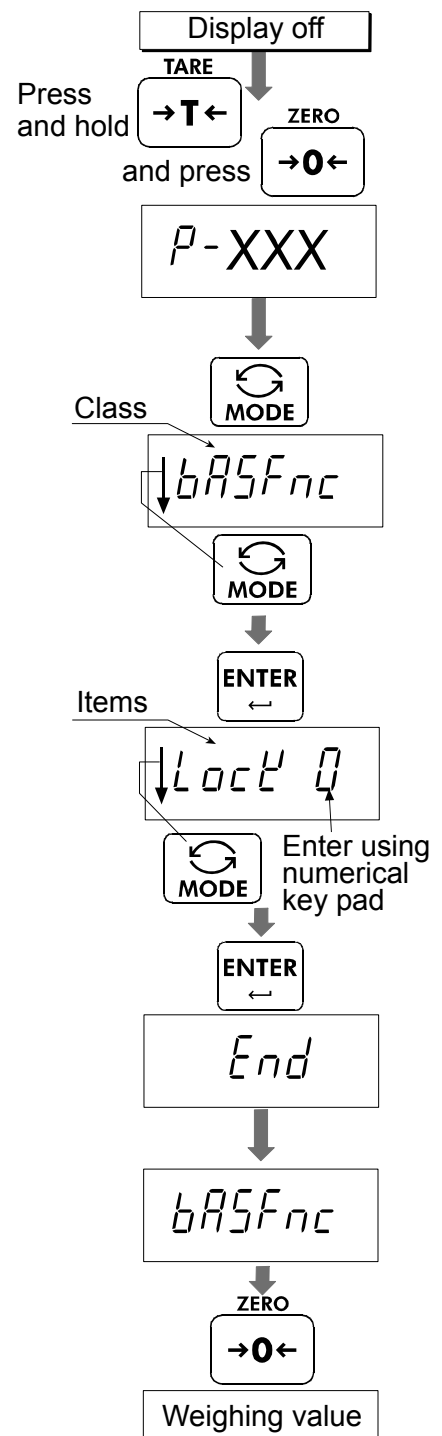 Display off
TARE
Press
and hold
→T←
ZERO
and press
→0←
P-XXX
MODE
Class
bASFnc
MODE
ENTER
Items
LocK 0
MODE
Enter using
numerical
key pad
ENTER
End
bASFnc
ZERO
→0←
Weighing value